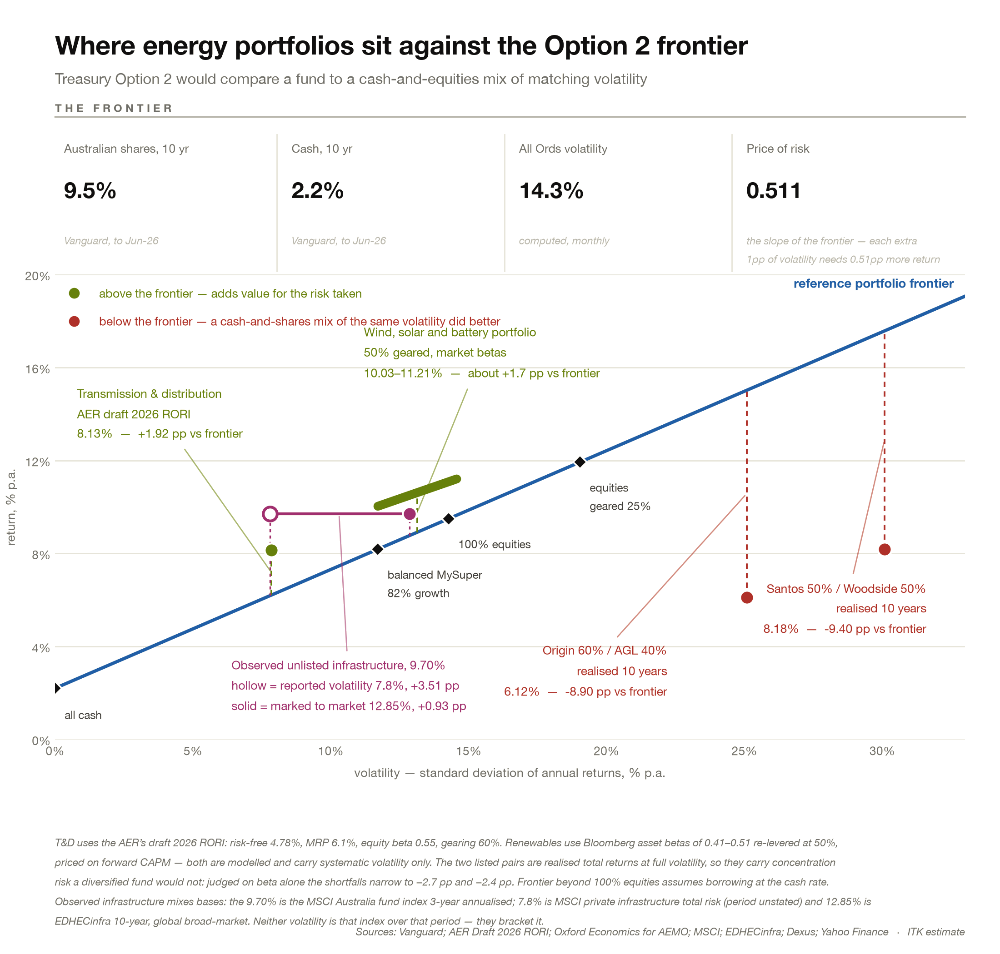 Where energy portfolios sit against the Option 2 frontier
Treasury Option 2 would compare a fund to a cash-and-equities mix of matching volatility
THE FRONTIER
Australian shares, 10 yr
9.5%
Vanguard, to Jun-26
Cash, 10 yr
2.2%
Vanguard, to Jun-26
All Ords volatility
14.3%
computed, monthly
Price of risk
0.511
the slope of the frontier — each extra
1pp of volatility needs 0.51pp more return
20%
16%
12%
8%
4%
0%
return, % p.a.
above the frontier — adds value for the risk taken
below the frontier — a cash-and-shares mix of the same volatility did better
reference portfolio frontier
Wind, solar and battery portfolio
50% geared, market betas
10.03–11.21% — about +1.7 pp vs frontier
Transmission & distribution
AER draft 2026 RORI
8.13% — +1.92 pp vs frontier
equities
geared 25%
100% equities
balanced MySuper
82% growth
Santos 50% / Woodside 50%
realised 10 years
8.18% — -9.40 pp vs frontier
Origin 60% / AGL 40%
realised 10 years
6.12% — -8.90 pp vs frontier
Observed unlisted infrastructure, 9.70%
hollow = reported volatility 7.8%, +3.51 pp
solid = marked to market 12.85%, +0.93 pp
all cash
0%
5%
10%
15%
20%
25%
30%
volatility — standard deviation of annual returns, % p.a.
T&D uses the AER’s draft 2026 RORI: risk-free 4.78%, MRP 6.1%, equity beta 0.55, gearing 60%. Renewables use Bloomberg asset betas of 0.41–0.51 re-levered at 50%,
priced on forward CAPM — both are modelled and carry systematic volatility only. The two listed pairs are realised total returns at full volatility, so they carry concentration
risk a diversified fund would not: judged on beta alone the shortfalls narrow to −2.7 pp and −2.4 pp. Frontier beyond 100% equities assumes borrowing at the cash rate.
Observed infrastructure mixes bases: the 9.70% is the MSCI Australia fund index 3-year annualised; 7.8% is MSCI private infrastructure total risk (period unstated) and 12.85% is
EDHECinfra 10-year, global broad-market. Neither volatility is that index over that period — they bracket it.
Sources: Vanguard; AER Draft 2026 RORI; Oxford Economics for AEMO; MSCI; EDHECinfra; Dexus; Yahoo Finance · ITK estimate